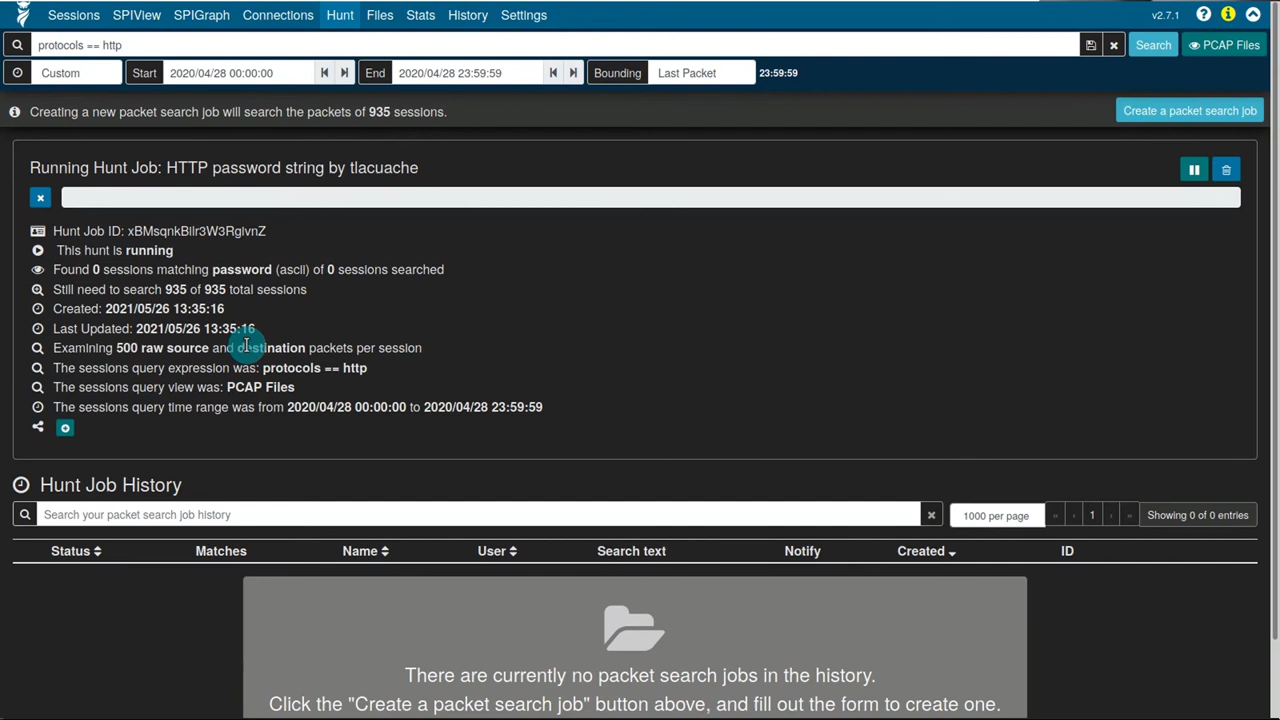 Sessions SPIView SPIGraph Connections Hunt Files Stats History Settings v2.7.1
protocols == http Search PCAP Files
Custom Start 2020/04/28 00:00:00 End 2020/04/28 23:59:59 Bounding Last Packet 23:59:59
Creating a new packet search job will search the packets of 935 sessions. Create a packet search job
Running Hunt Job: HTTP password string by tlacuache
Hunt Job ID: xBMsqnkBilr3W3RgivnZ
This hunt is running
Found 0 sessions matching password (ascii) of 0 sessions searched
Still need to search 935 of 935 total sessions
Created: 2021/05/26 13:35:16
Last Updated: 2021/05/26 13:35:16
Examining 500 raw source and destination packets per session
The sessions query expression was: protocols == http
The sessions query view was: PCAP Files
The sessions query time range was from 2020/04/28 00:00:00 to 2020/04/28 23:59:59
Hunt Job History
Search your packet search job history 1000 per page « ‹ 1 › » Showing 0 of 0 entries
Status Matches Name User Search text Notify Created ID
There are currently no packet search jobs in the history.
Click the "Create a packet search job" button above, and fill out the form to create one.